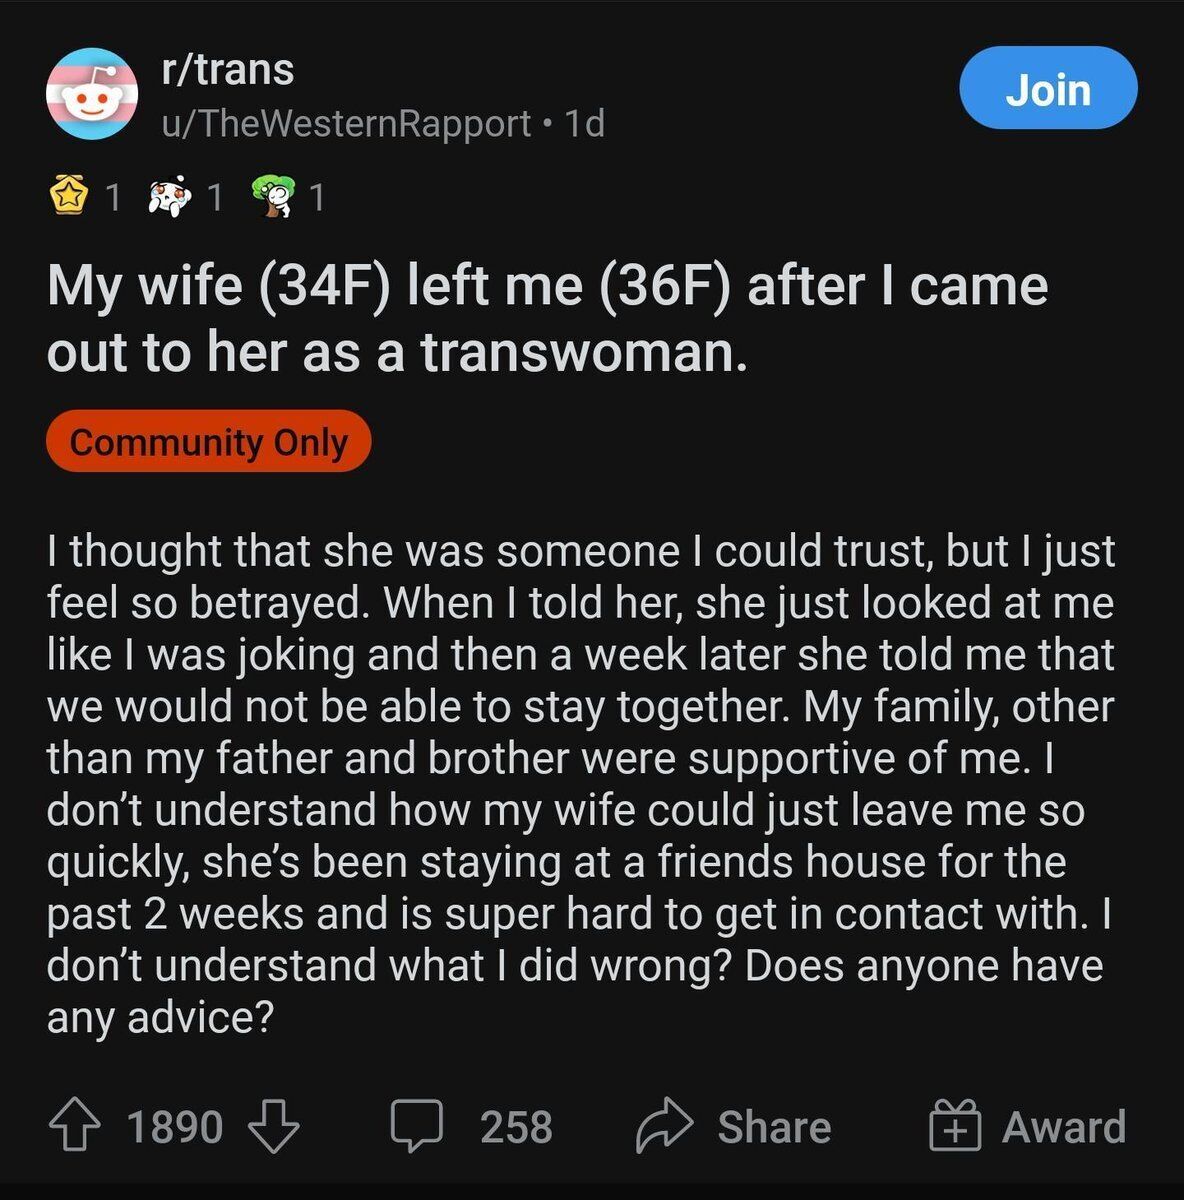 r/trans
Join
u/TheWesternRapport • 1d
1 1 1
My wife (34F) left me (36F) after I came
out to her as a transwoman.
Community Only
I thought that she was someone I could trust, but I just
feel so betrayed. When I told her, she just looked at me
like I was joking and then a week later she told me that
we would not be able to stay together. My family, other
than my father and brother were supportive of me. I
don’t understand how my wife could just leave me so
quickly, she’s been staying at a friends house for the
past 2 weeks and is super hard to get in contact with. I
don’t understand what I did wrong? Does anyone have
any advice?
1890 258 Share Award